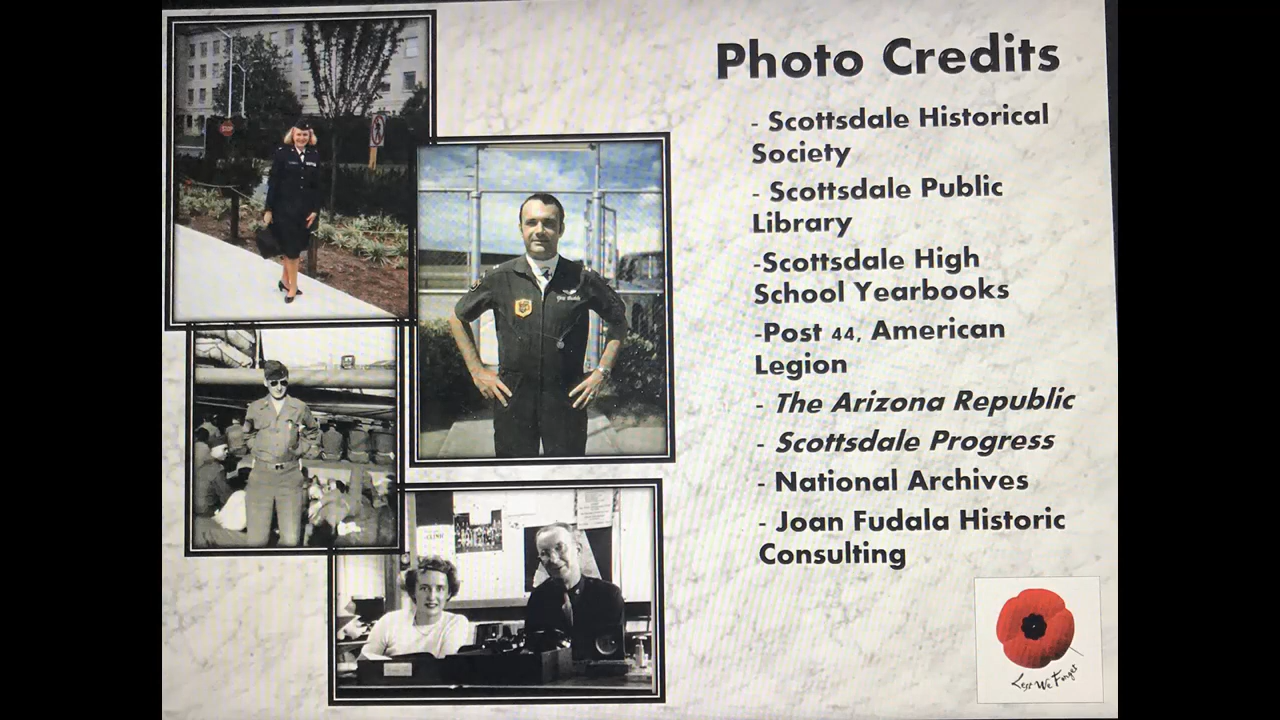 Photo Credits
- Scottsdale Historical
Society
- Scottsdale Public
Library
-Scottsdale High
School Yearbooks
-Post 44, American
Legion
- The Arizona Republic
- Scottsdale Progress
- National Archives
- Joan Fudala Historic
Consulting
Lest We Forget
STOP